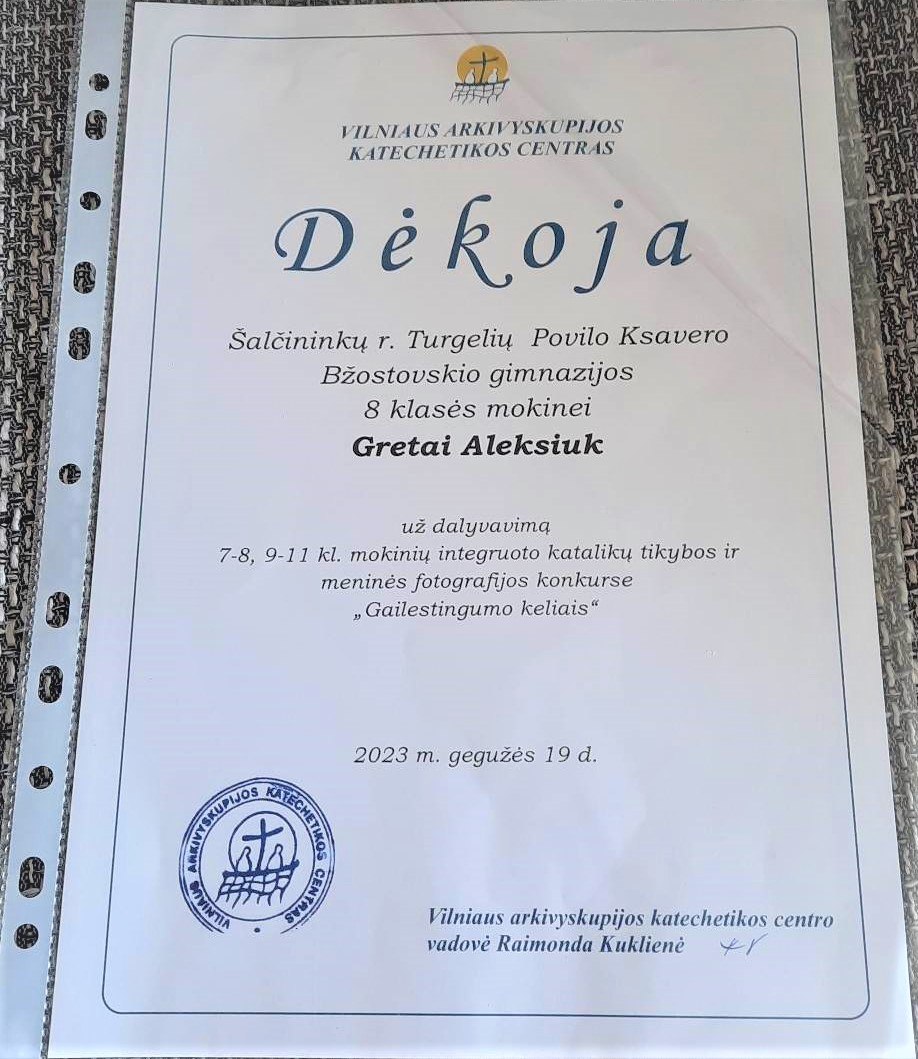 VILNIAUS ARKIVYSKUPIJOS
KATECHETIKOS CENTRAS
Dėkoja
Šalčininkų r. Turgelių Povilo Ksavero
Bžostovskio gimnazijos
8 klasės mokinei
Gretai Aleksiuk
už dalyvavimą
7-8, 9-11 kl. mokinių integruoto katalikų tikybos ir
meninės fotografijos konkurse
„Gailestingumo keliais“
2023 m. gegužės 19 d.
VILNIAUS ARKIVYSKUPIJOS KATECHETIKOS CENTRAS
Vilniaus arkivyskupijos katechetikos centro
vadovė Raimonda Kuklienė